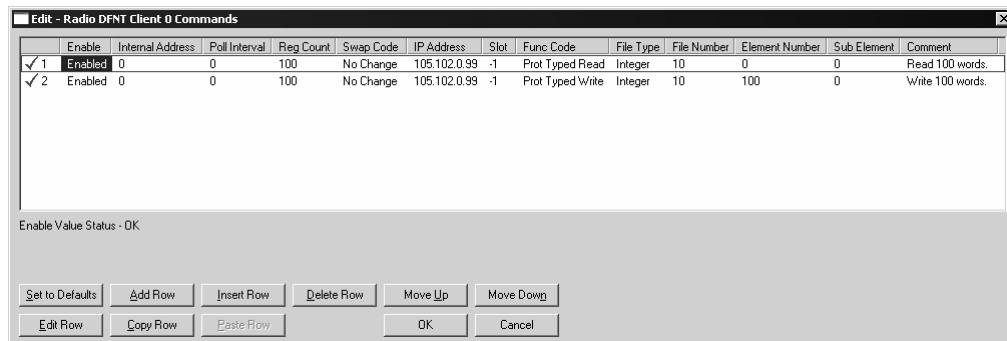 Edit - Radio DFNT Client 0 Commands
Enable Internal Address Poll Interval Reg Count Swap Code IP Address Slot Func Code File Type File Number Element Number Sub Element Comment
1 Enabled 0 0 100 No Change 105.102.0.99 -1 Prot Typed Read Integer 10 0 0 Read 100 words.
2 Enabled 0 0 100 No Change 105.102.0.99 -1 Prot Typed Write Integer 10 100 0 Write 100 words.
Enable Value Status - OK
Set to Defaults Add Row Insert Row Delete Row Move Up Move Down
Edit Row Copy Row Paste Row OK Cancel